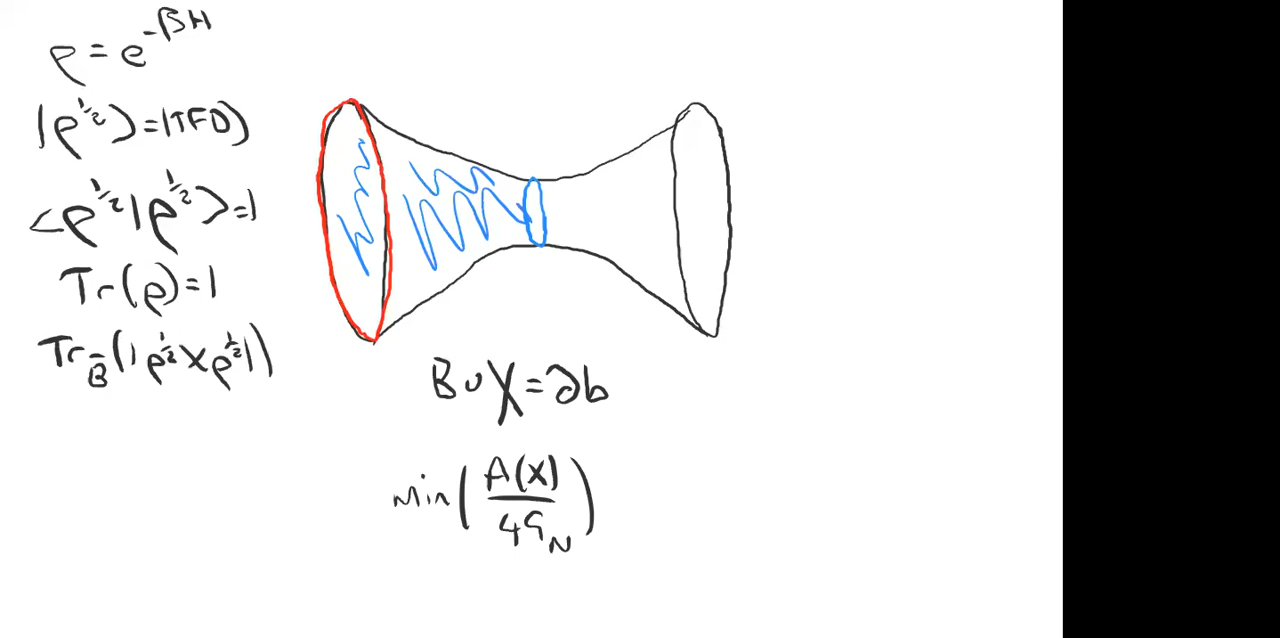 ρ = e^{-βH}
|ρ^{1/2}⟩ = |TFD⟩
<ρ^{1/2}|ρ^{1/2}⟩ = 1
Tr(ρ) = 1
Tr_{B̄}(|ρ^{1/2}⟩⟨ρ^{1/2}|)
B ∪ X = ∂b
min(A(X)/4G_N)